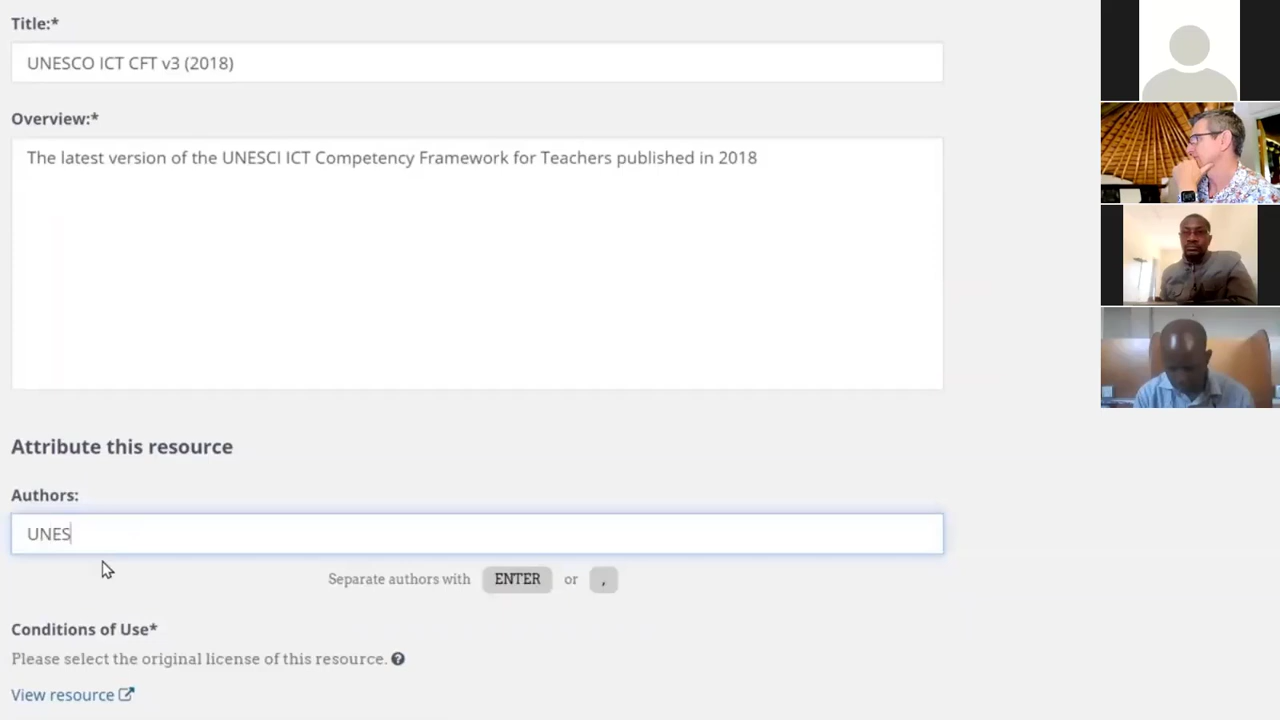 Title:*
UNESCO ICT CFT v3 (2018)
Overview:*
The latest version of the UNESCI ICT Competency Framework for Teachers published in 2018
Attribute this resource
Authors:
UNES
Separate authors with ENTER or ,
Conditions of Use*
Please select the original license of this resource.
View resource